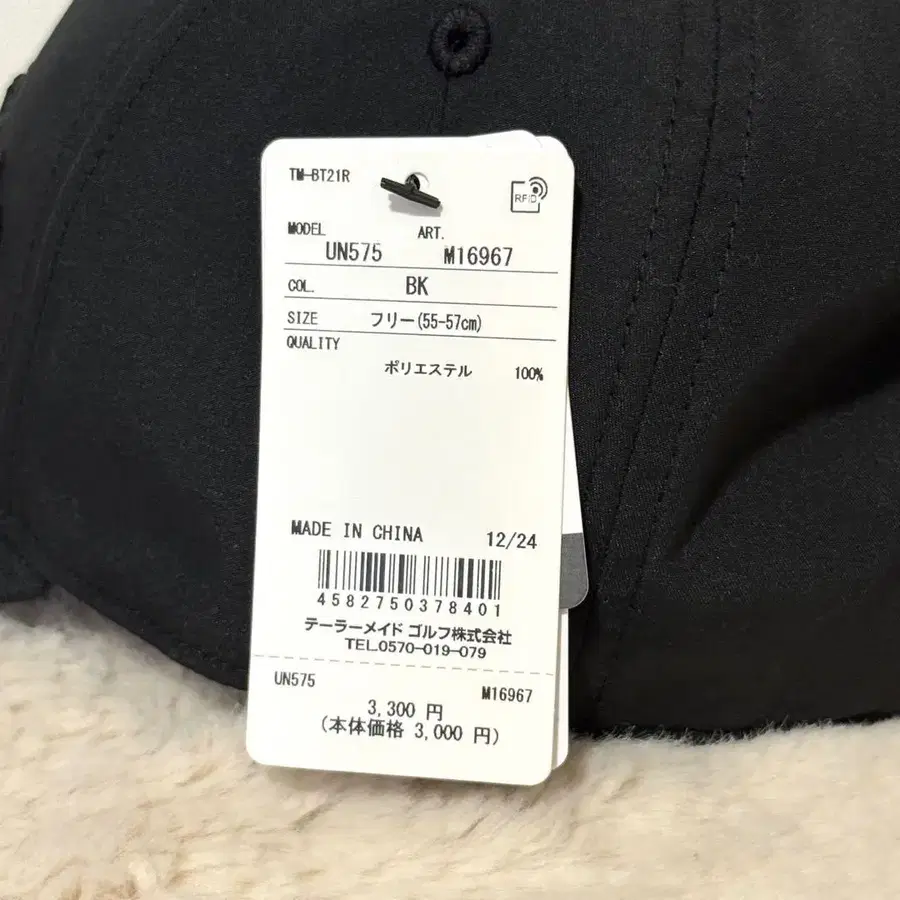 TM-BT21R
RFID
MODEL ART.
UN575 M16967
COL. BK
SIZE フリー(55-57cm)
QUALITY
ポリエステル 100%
MADE IN CHINA 12/24
4582750378401
テーラーメイド ゴルフ株式会社
TEL.0570-019-079
UN575 M16967
3,300 円
(本体価格 3,000 円)